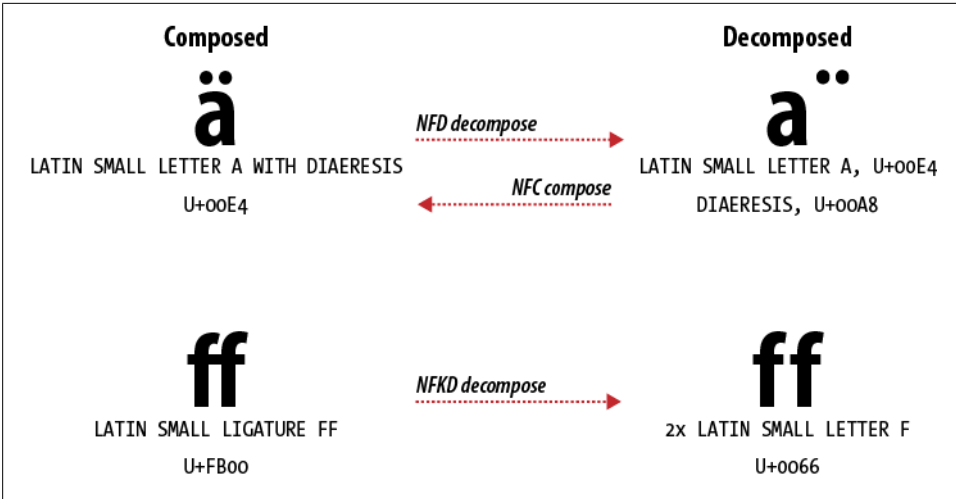 Composed
Decomposed
ä
a ¨
NFD decompose
LATIN SMALL LETTER A WITH DIAERESIS
LATIN SMALL LETTER A, U+00E4
NFC compose
U+00E4
DIAERESIS, U+00A8
ff
f f
NFKD decompose
LATIN SMALL LIGATURE FF
2x LATIN SMALL LETTER F
U+FB00
U+0066